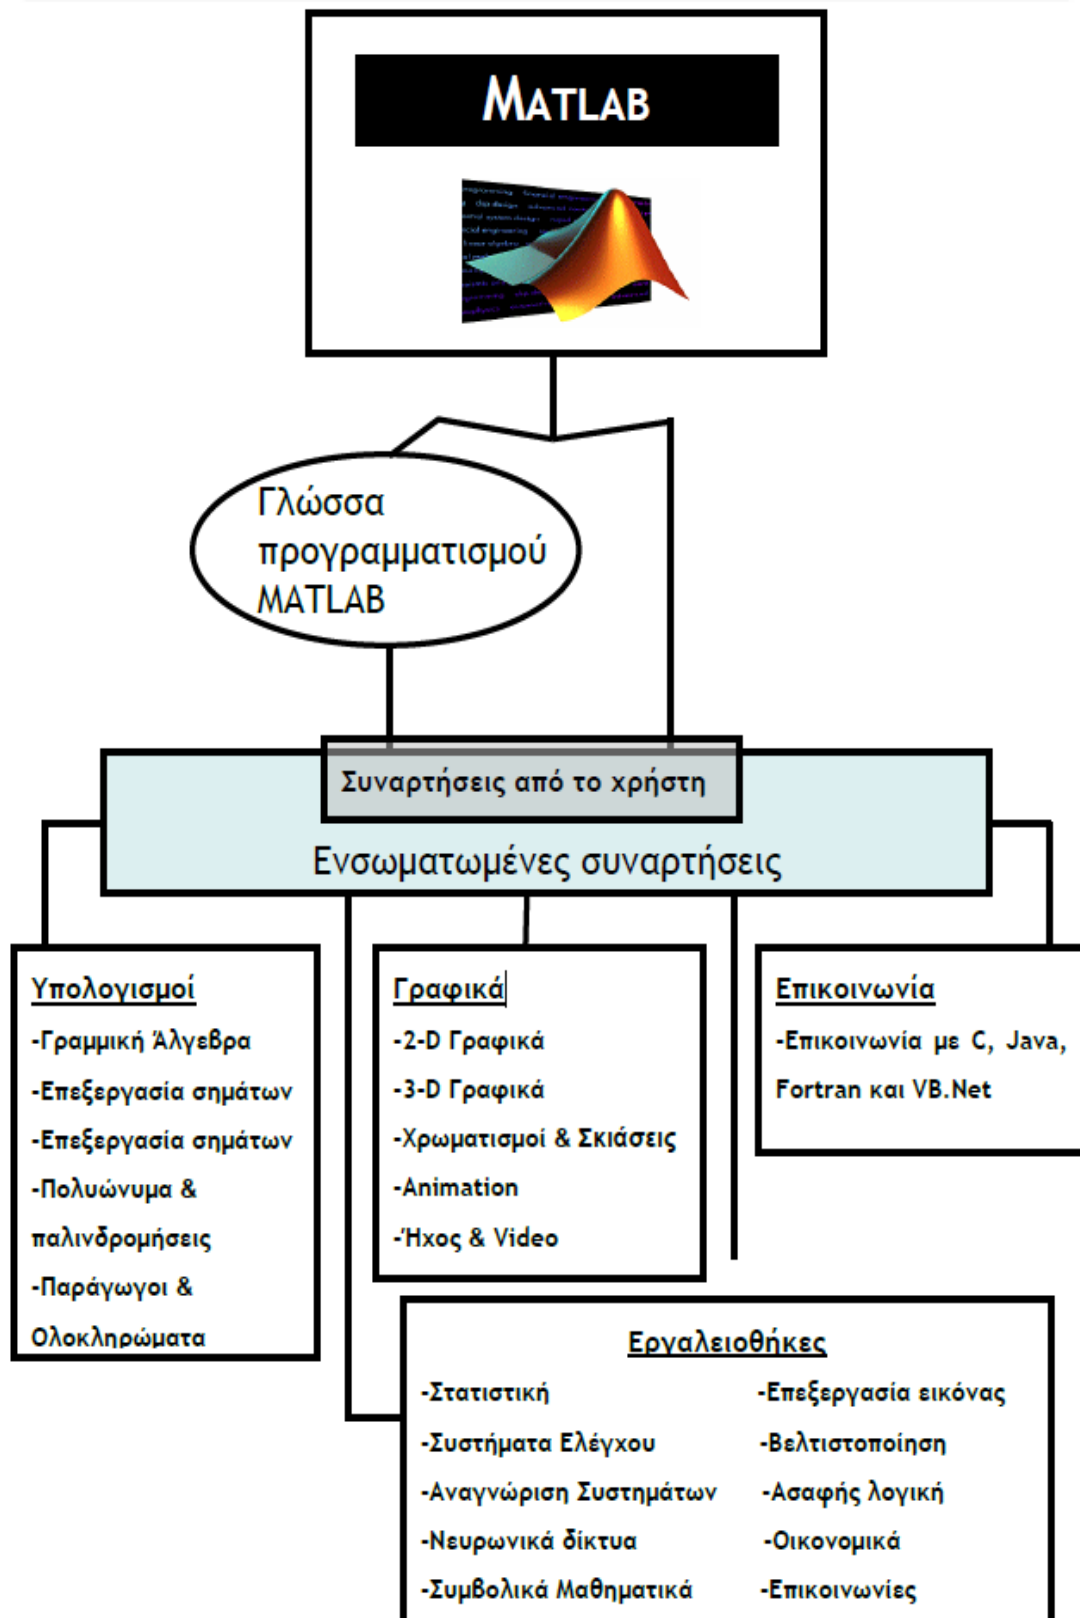 MATLAB
Γλώσσα
προγραμματισμού
MATLAB
Συναρτήσεις από το χρήστη
Ενσωματωμένες συναρτήσεις
Υπολογισμοί
-Γραμμική Άλγεβρα
-Επεξεργασία σημάτων
-Επεξεργασία σημάτων
-Πολυώνυμα &
παλινδρομήσεις
-Παράγωγοι &
Ολοκληρώματα
Γραφικά
-2-D Γραφικά
-3-D Γραφικά
-Χρωματισμοί & Σκιάσεις
-Animation
-Ήχος & Video
Επικοινωνία
-Επικοινωνία με C, Java,
Fortran και VB.Net
Εργαλειοθήκες
-Στατιστική
-Συστήματα Ελέγχου
-Αναγνώριση Συστημάτων
-Νευρωνικά δίκτυα
-Συμβολικά Μαθηματικά
-Επεξεργασία εικόνας
-Βελτιστοποίηση
-Ασαφής λογική
-Οικονομικά
-Επικοινωνίες